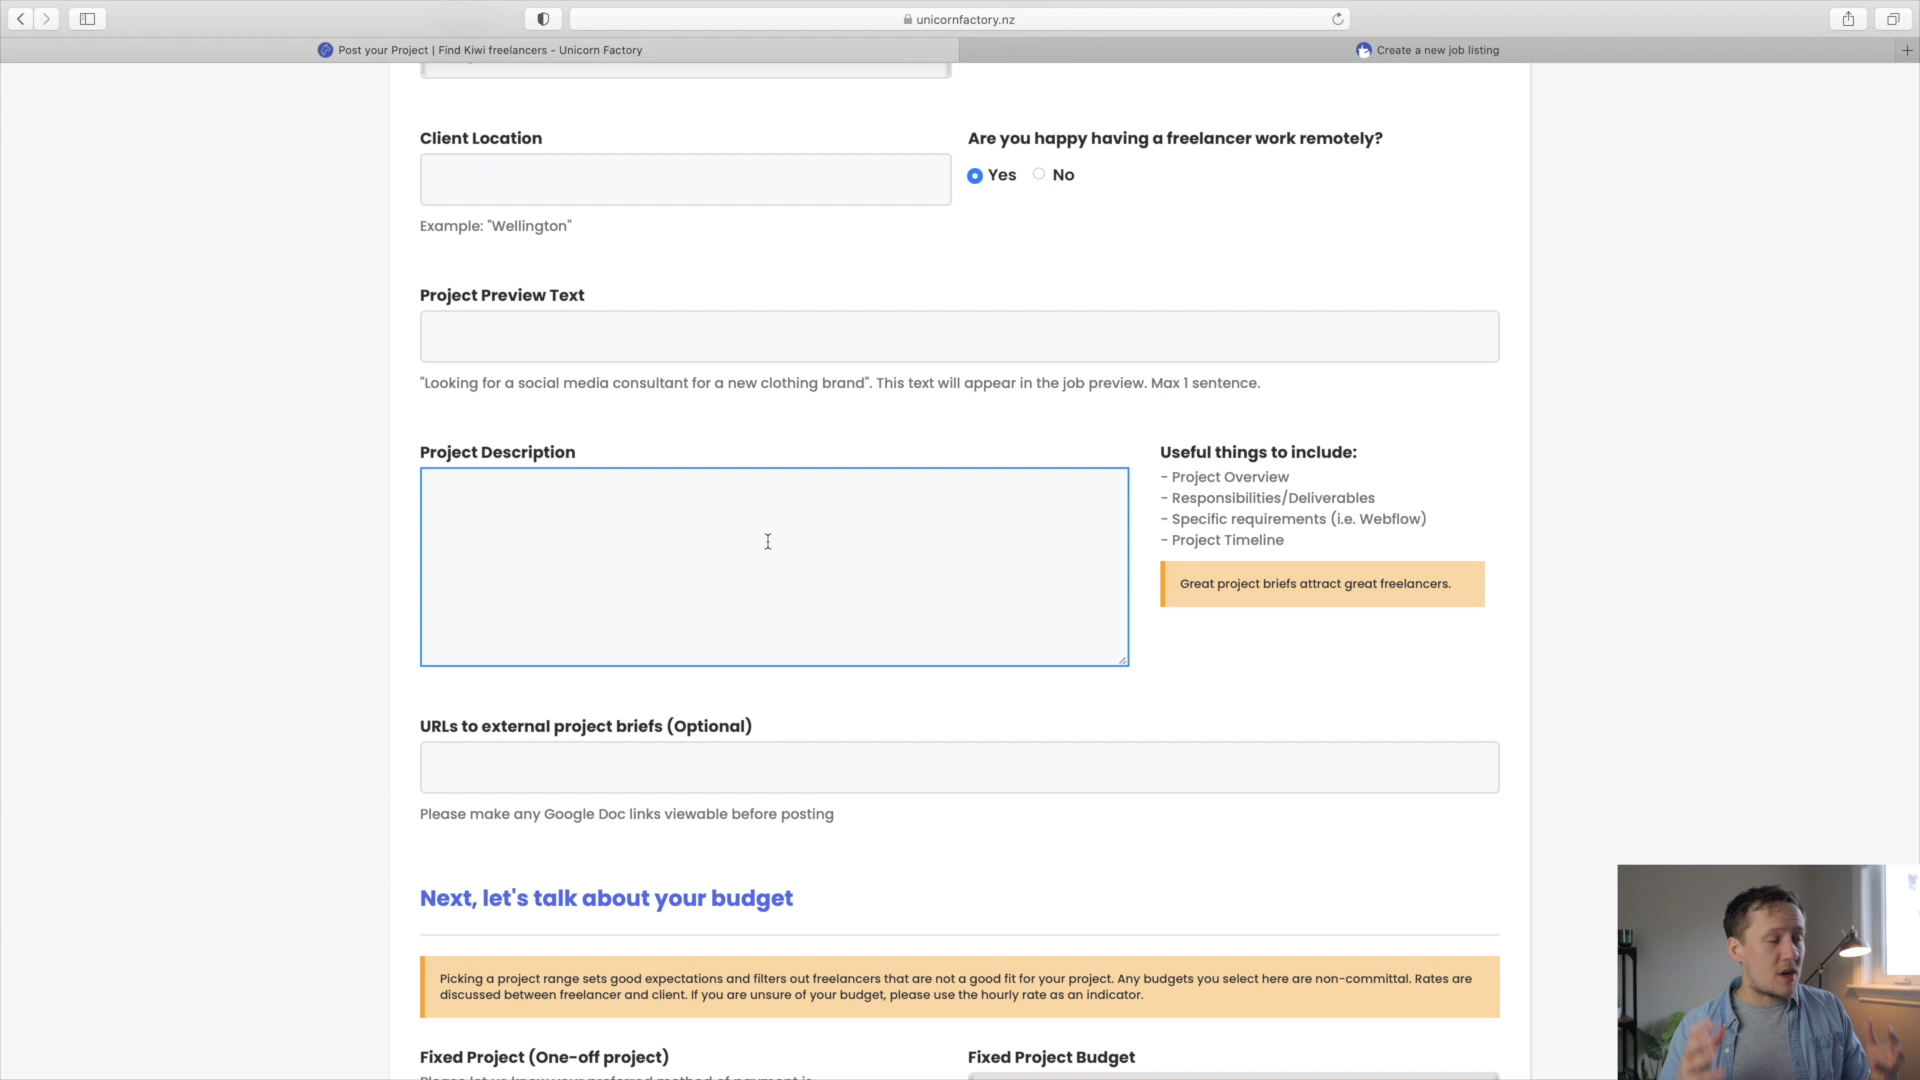 unicornfactory.nz
Post your Project | Find Kiwi freelancers - Unicorn Factory
Create a new job listing
Client Location
Are you happy having a freelancer work remotely?
Yes
No
Example: "Wellington"
Project Preview Text
"Looking for a social media consultant for a new clothing brand". This text will appear in the job preview. Max 1 sentence.
Project Description
Useful things to include:
- Project Overview
- Responsibilities/Deliverables
- Specific requirements (i.e. Webflow)
- Project Timeline
Great project briefs attract great freelancers.
URLs to external project briefs (Optional)
Please make any Google Doc links viewable before posting
Next, let's talk about your budget
Picking a project range sets good expectations and filters out freelancers that are not a good fit for your project. Any budgets you select here are non-committal. Rates are
discussed between freelancer and client. If you are unsure of your budget, please use the hourly rate as an indicator.
Fixed Project (One-off project)
Fixed Project Budget